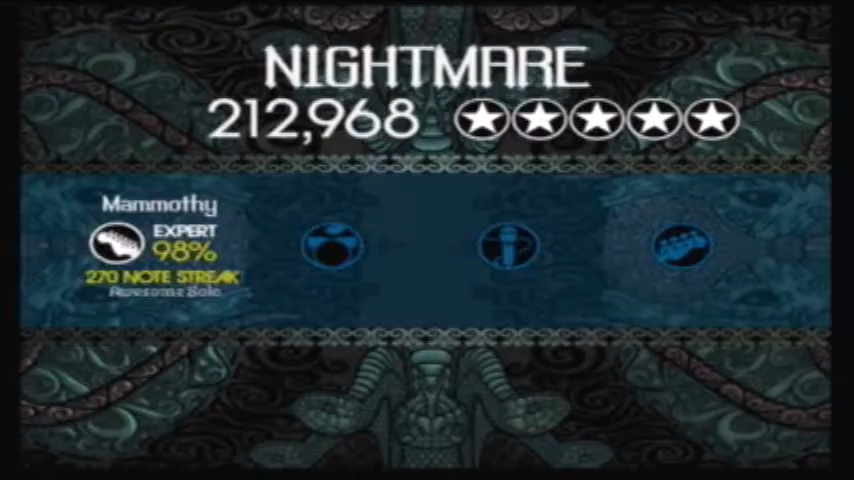 NIGHTMARE
212,968
Mammothy
EXPERT
98%
270 NOTE STREAK
Awesome Solo